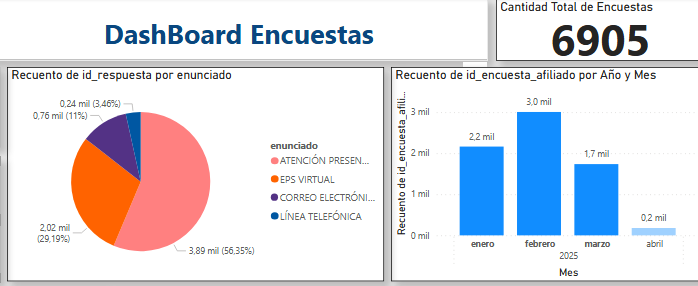 DashBoard Encuestas
Cantidad Total de Encuestas
6905
Recuento de id_respuesta por enunciado
0,24 mil (3,46%)
0,76 mil (11%)
2,02 mil
(29,19%)
3,89 mil (56,35%)
enunciado
ATENCIÓN PRESEN...
EPS VIRTUAL
CORREO ELECTRÓNI...
LÍNEA TELEFÓNICA
Recuento de id_encuesta_afiliado por Año y Mes
Recuento de id_encuesta_afili...
3 mil
2 mil
1 mil
0 mil
2,2 mil
3,0 mil
1,7 mil
0,2 mil
enero
febrero
marzo
abril
2025
Mes